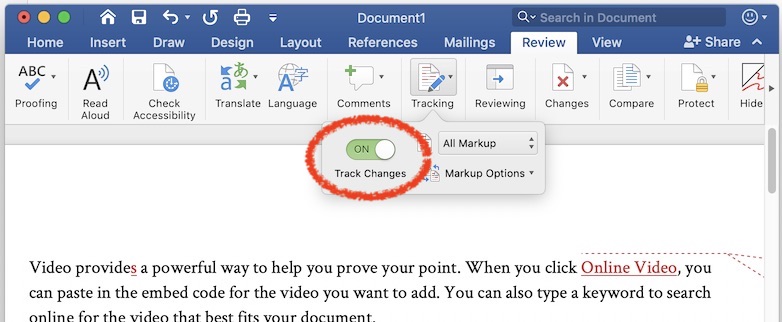 Document1
Search in Document
Home Insert Draw Design Layout References Mailings Review View Share
ABC
A
Proofing Read Aloud Check Accessibility Translate Language Comments Tracking Reviewing Changes Compare Protect Hide
ON
All Markup
Track Changes
Markup Options
Video provides a powerful way to help you prove your point. When you click Online Video, you
can paste in the embed code for the video you want to add. You can also type a keyword to search
online for the video that best fits your document.